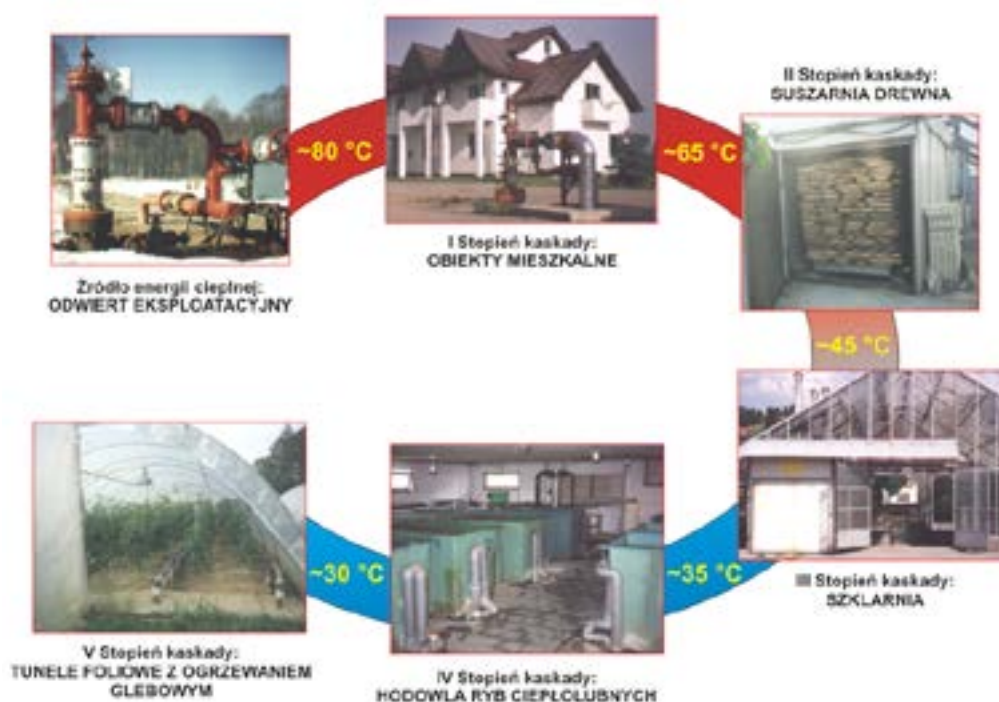 Źródło energii cieplnej:
ODWIERT EKSPLOATACYJNY
~80 °C
I Stopień kaskady:
OBIEKTY MIESZKALNE
~65 °C
II Stopień kaskady:
SUSZARNIA DREWNA
~45 °C
III Stopień kaskady:
SZKLARNIA
~35 °C
IV Stopień kaskady:
HODOWLA RYB CIEPŁOLUBNYCH
~30 °C
V Stopień kaskady:
TUNELE FOLIOWE Z OGRZEWANIEM
GLEBOWYM